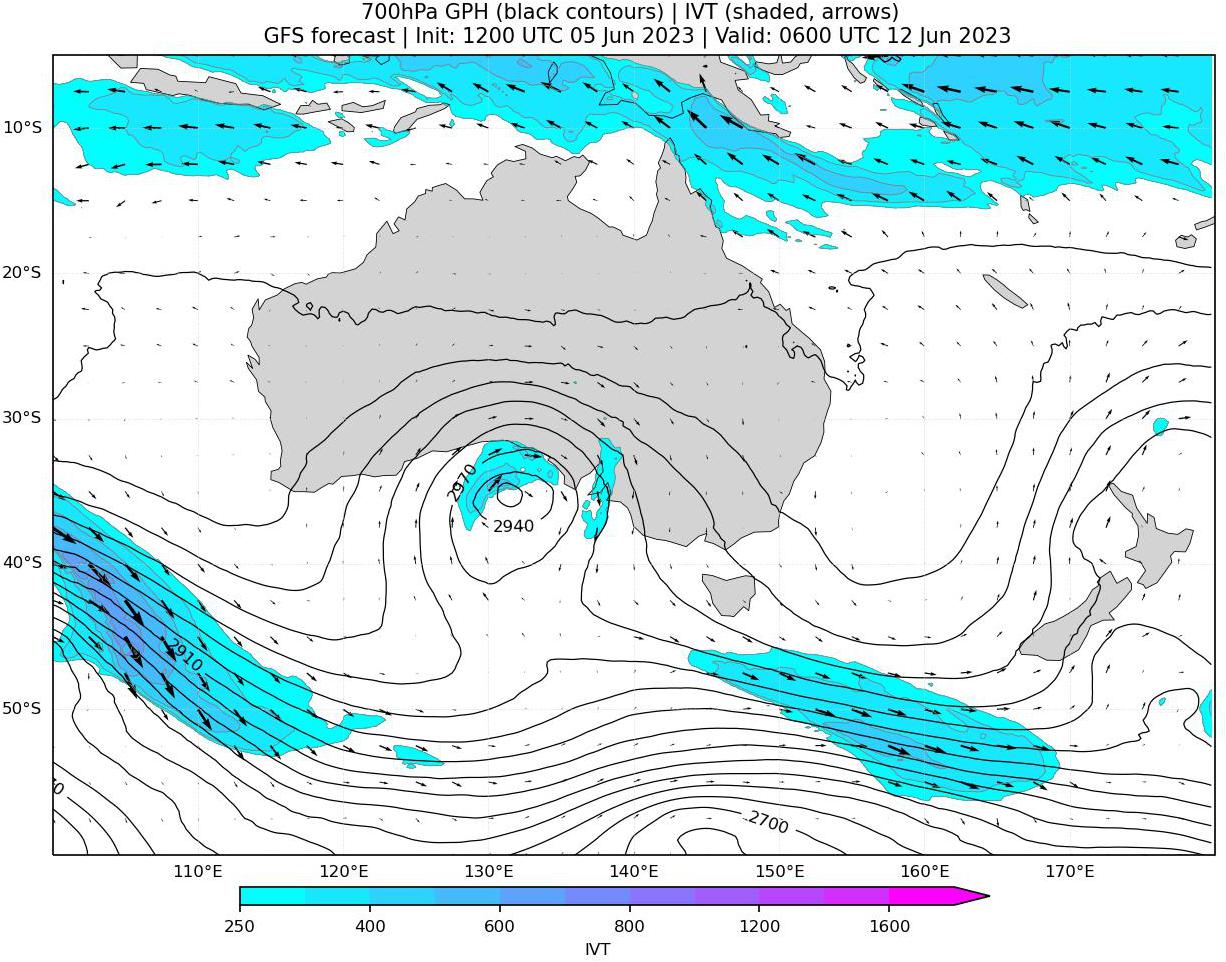 700hPa GPH (black contours) | IVT (shaded, arrows)
GFS forecast | Init: 1200 UTC 05 Jun 2023 | Valid: 0600 UTC 12 Jun 2023
10°S
20°S
30°S
2970
2940
40°S
2910
50°S
2700
110°E 120°E 130°E 140°E 150°E 160°E 170°E
250 400 600 800 1200 1600
IVT